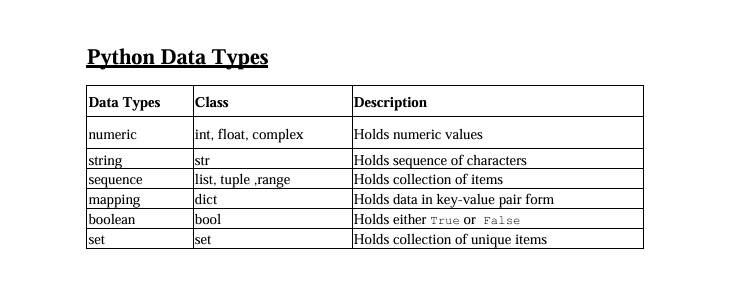 Python Data Types
Data Types Class Description
numeric int, float, complex Holds numeric values
string str Holds sequence of characters
sequence list, tuple ,range Holds collection of items
mapping dict Holds data in key-value pair form
boolean bool Holds either True or False
set set Holds collection of unique items